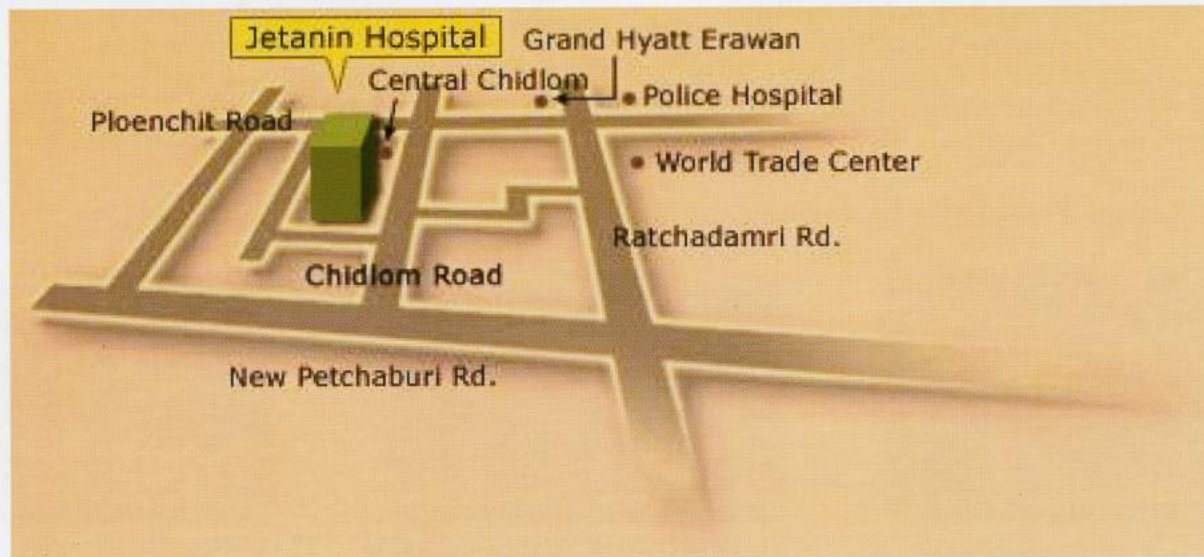 Jetanin Hospital
Grand Hyatt Erawan
Central Chidlom
Police Hospital
Ploenchit Road
World Trade Center
Ratchadamri Rd.
Chidlom Road
New Petchaburi Rd.